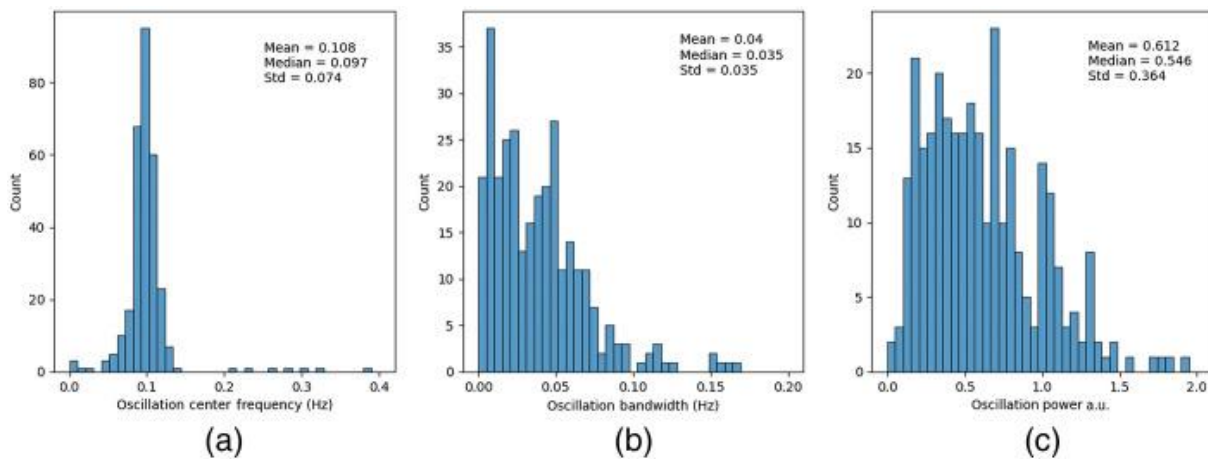 Mean = 0.108
Median = 0.097
Std = 0.074
80
60
40
20
0
Count
0.0
0.1
0.2
0.3
0.4
Oscillation center frequency (Hz)
(a)
Mean = 0.04
Median = 0.035
Std = 0.035
35
30
25
20
15
10
5
0
Count
0.00
0.05
0.10
0.15
0.20
Oscillation bandwidth (Hz)
(b)
Mean = 0.612
Median = 0.546
Std = 0.364
20
15
10
5
0
Count
0.0
0.5
1.0
1.5
2.0
Oscillation power a.u.
(c)